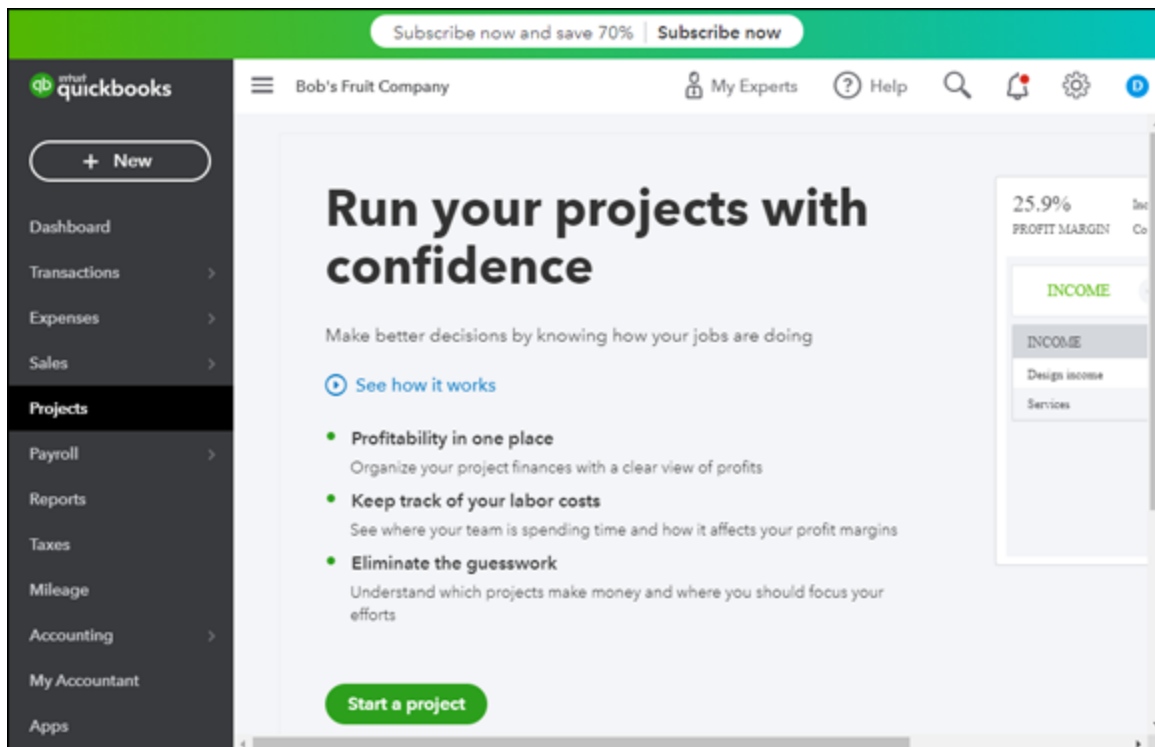 Subscribe now and save 70% Subscribe now
intuit
quickbooks
Bob's Fruit Company
My Experts
Help
D
+ New
Dashboard
Transactions
Expenses
Sales
Projects
Payroll
Reports
Taxes
Mileage
Accounting
My Accountant
Apps
Run your projects with
confidence
Make better decisions by knowing how your jobs are doing
See how it works
Profitability in one place
Organize your project finances with a clear view of profits
Keep track of your labor costs
See where your team is spending time and how it affects your profit margins
Eliminate the guesswork
Understand which projects make money and where you should focus your
efforts
Start a project
25.9%
PROFIT MARGIN
Inc
Co
INCOME
INCOME
Design income
Services